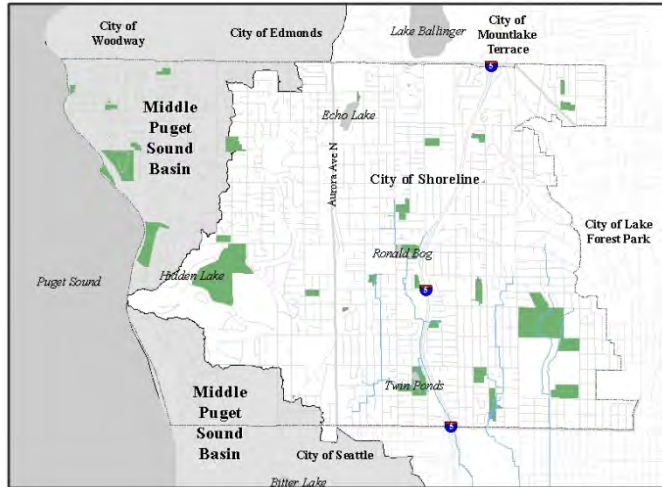 City of
Woodway
City of Edmonds
Lake Ballinger
City of
Mountlake
Terrace
5
Middle
Puget
Sound
Basin
Echo Lake
Aurora Ave N
City of Shoreline
City of Lake
Forest Park
Ronald Bog
Puget Sound
Hidden Lake
5
Middle
Puget
Sound
Basin
Twin Ponds
5
City of Seattle
Bitter Lake